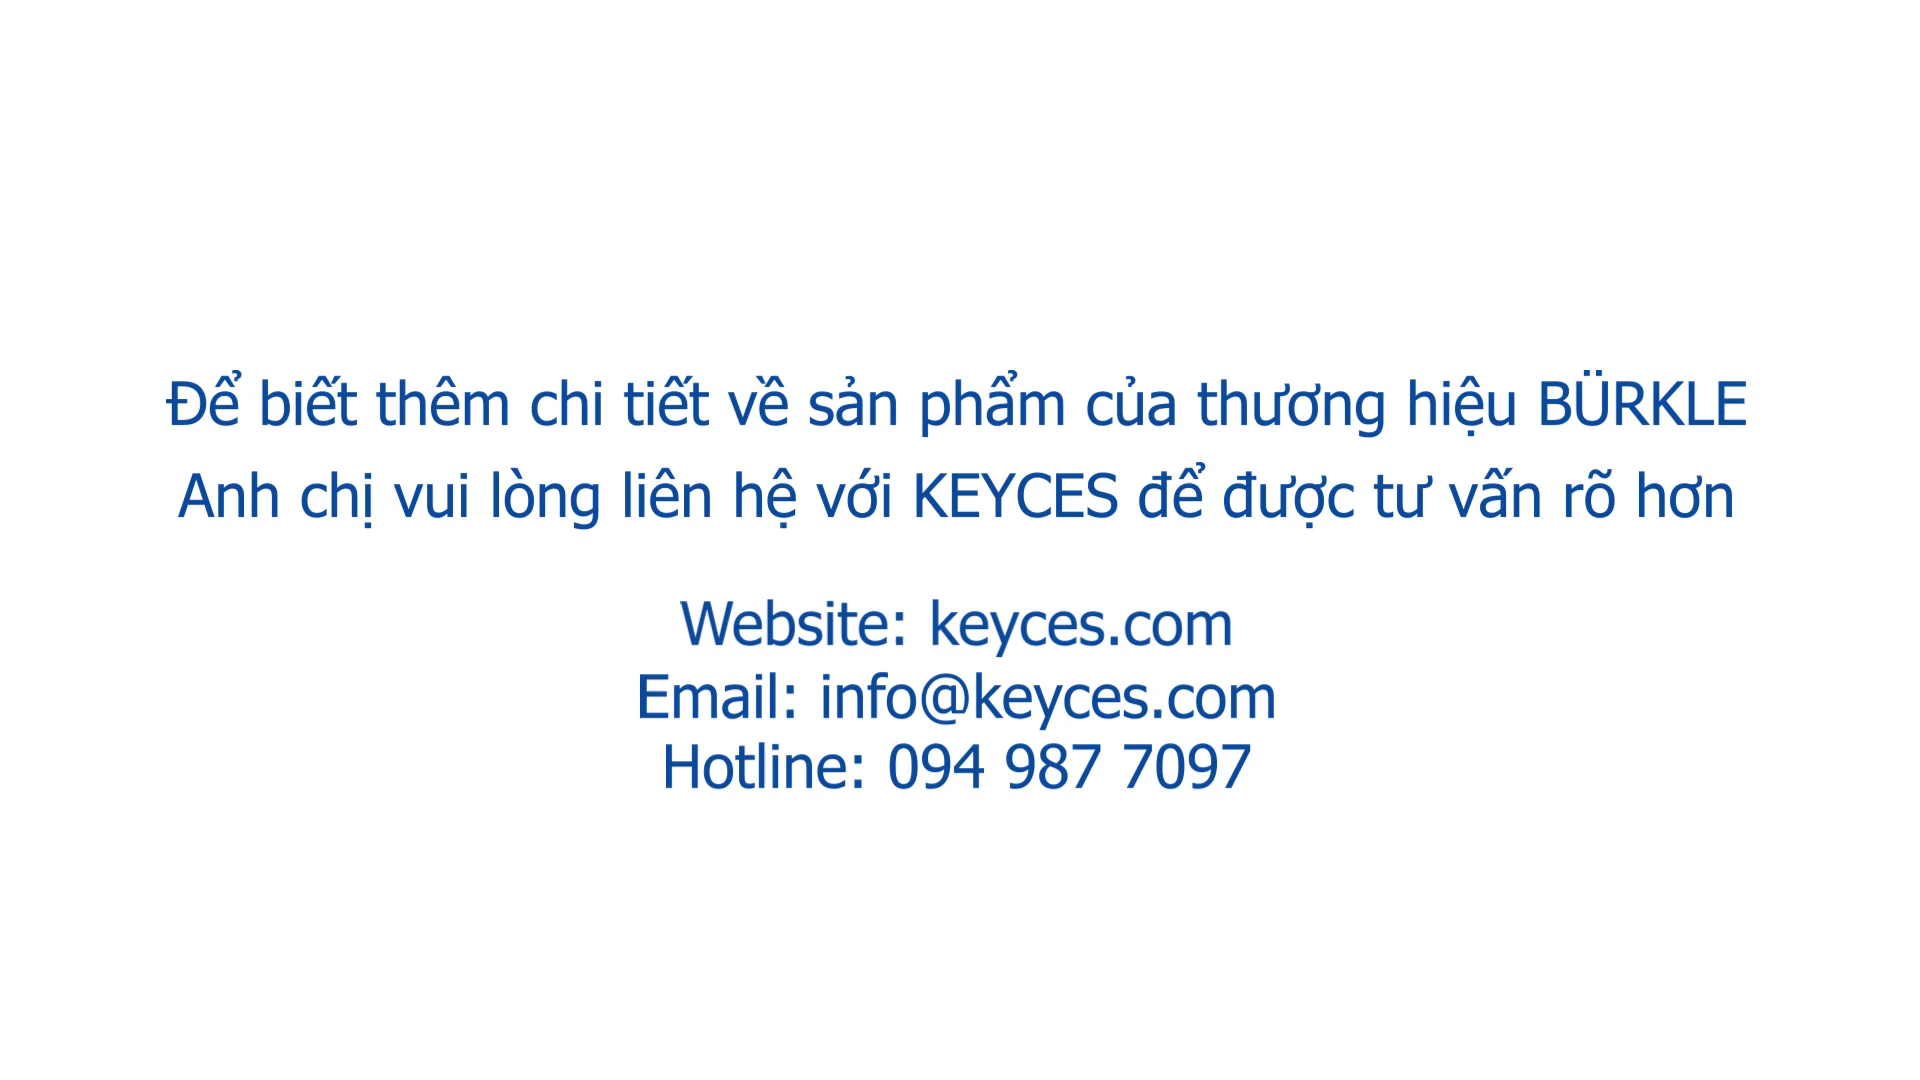 Để biết thêm chi tiết về sản phẩm của thương hiệu BÜRKLE
Anh chị vui lòng liên hệ với KEYCES để được tư vấn rõ hơn
Website: keyces.com
Email: info@keyces.com
Hotline: 094 987 7097